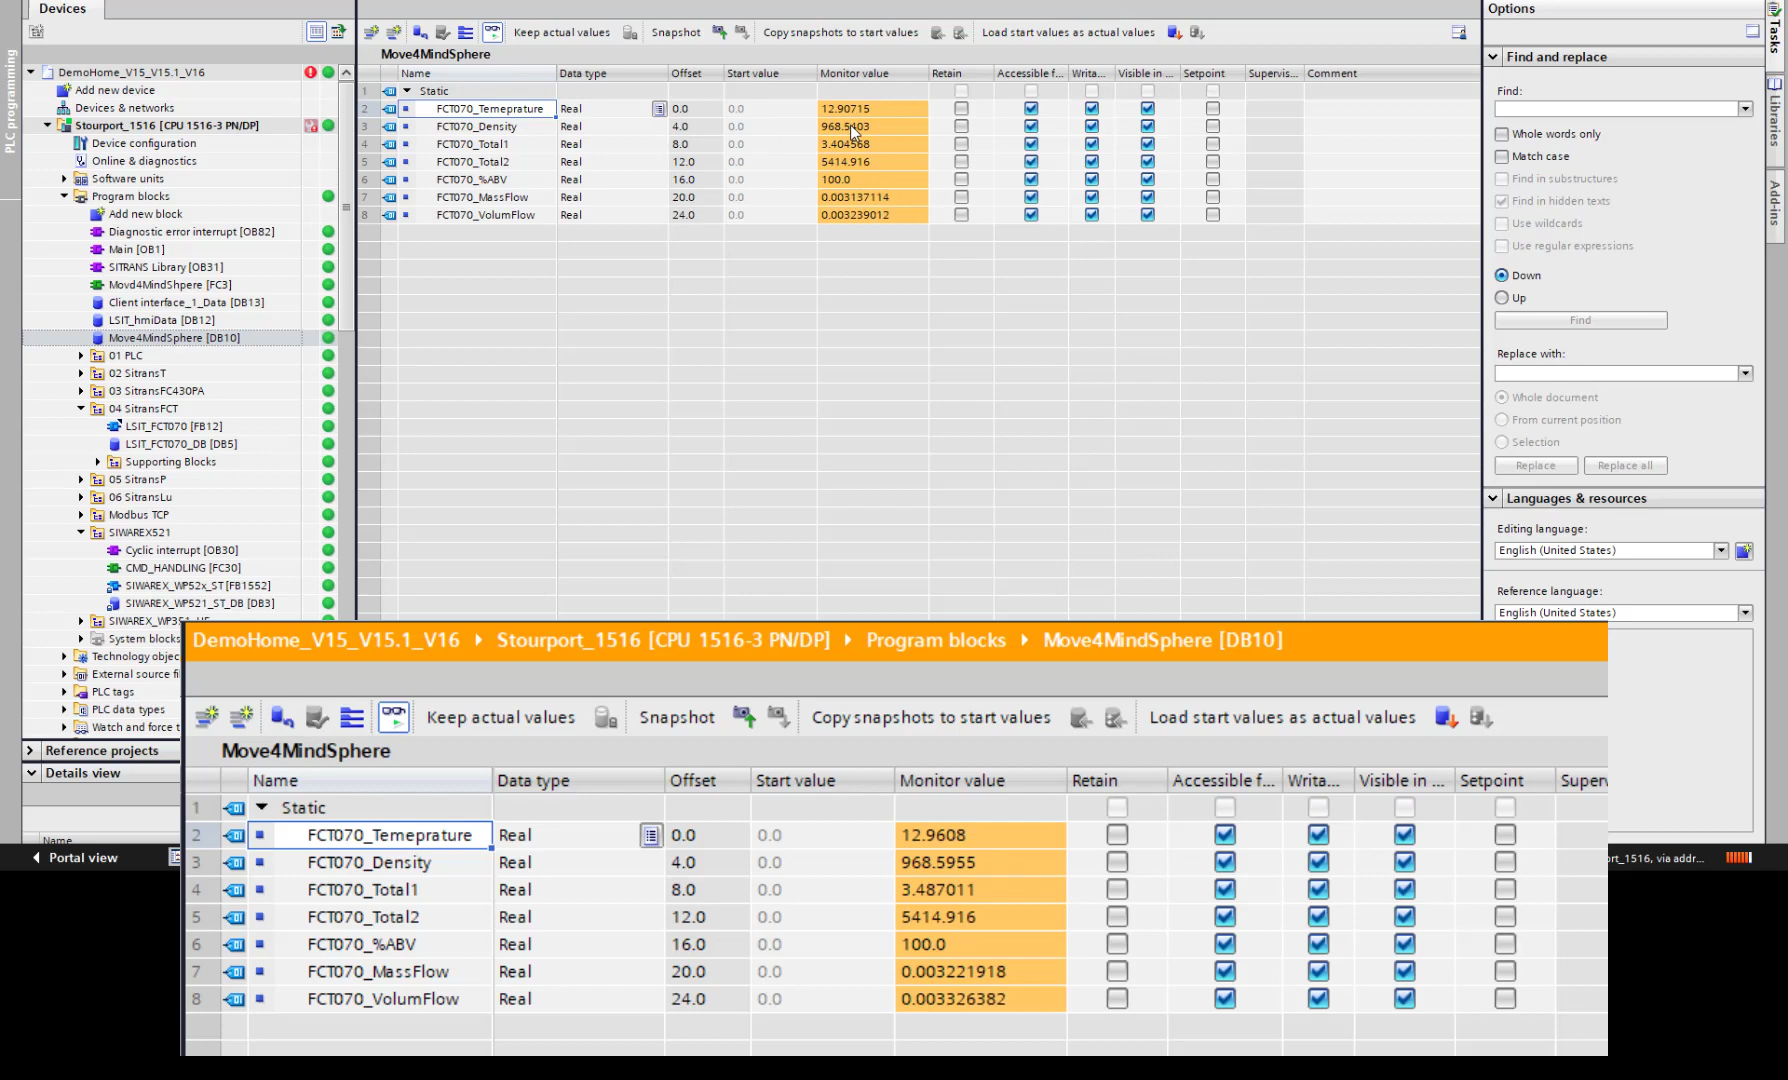 Devices
Options
Tasks
Libraries
Add-ins
PLC programming
Keep actual values
Snapshot
Copy snapshots to start values
Load start values as actual values
Move4MindSphere
Name Data type Offset Start value Monitor value Retain Accessible f... Writa... Visible in ... Setpoint Supervis... Comment
1 Static
2 FCT070_Temeprature Real 0.0 0.0 12.90715
3 FCT070_Density Real 4.0 0.0
4 FCT070_Total1 Real 8.0 0.0 3.404568
5 FCT070_Total2 Real 12.0 0.0 5414.916
6 FCT070_%ABV Real 16.0 0.0 100.0
7 FCT070_MassFlow Real 20.0 0.0 0.003137114
8 FCT070_VolumFlow Real 24.0 0.0 0.003239012
DemoHome_V15_V15.1_V16
Add new device
Devices & networks
Stourport_1516 [CPU 1516-3 PN/DP]
Device configuration
Online & diagnostics
Software units
Program blocks
Add new block
Diagnostic error interrupt [OB82]
Main [OB1]
SITRANS Library [OB31]
Movd4MindShpere [FC3]
Client interface_1_Data [DB13]
LSIT_hmiData [DB12]
Move4MindSphere [DB10]
01 PLC
02 SitransT
03 SitransFC430PA
04 SitransFCT
LSIT_FCT070 [FB12]
LSIT_FCT070_DB [DB5]
Supporting Blocks
05 SitransP
06 SitransLu
Modbus TCP
SIWAREX521
Cyclic interrupt [OB30]
CMD_HANDLING [FC30]
SIWAREX_WP52x_ST [FB1552]
SIWAREX_WP521_ST_DB [DB3]
System blocks
Technology objec
External source fi
PLC tags
PLC data types
Watch and force t
Reference projects
Details view
Name
Portal view
Find and replace
Find:
Whole words only
Match case
Find in substructures
Find in hidden texts
Use wildcards
Use regular expressions
Down
Up
Find
Replace with:
Whole document
From current position
Selection
Replace Replace all
Languages & resources
Editing language:
English (United States)
Reference language:
English (United States)
rt_1516, via addr...
DemoHome_V15_V15.1_V16 Stourport_1516 [CPU 1516-3 PN/DP] Program blocks Move4MindSphere [DB10]
Keep actual values Snapshot Copy snapshots to start values Load start values as actual values
Move4MindSphere
Name Data type Offset Start value Monitor value Retain Accessible f... Writa... Visible in ... Setpoint Superv
1 Static
2 FCT070_Temeprature Real 0.0 0.0 12.9608
3 FCT070_Density Real 4.0 0.0 968.5955
4 FCT070_Total1 Real 8.0 0.0 3.487011
5 FCT070_Total2 Real 12.0 0.0 5414.916
6 FCT070_%ABV Real 16.0 0.0 100.0
7 FCT070_MassFlow Real 20.0 0.0 0.003221918
8 FCT070_VolumFlow Real 24.0 0.0 0.003326382